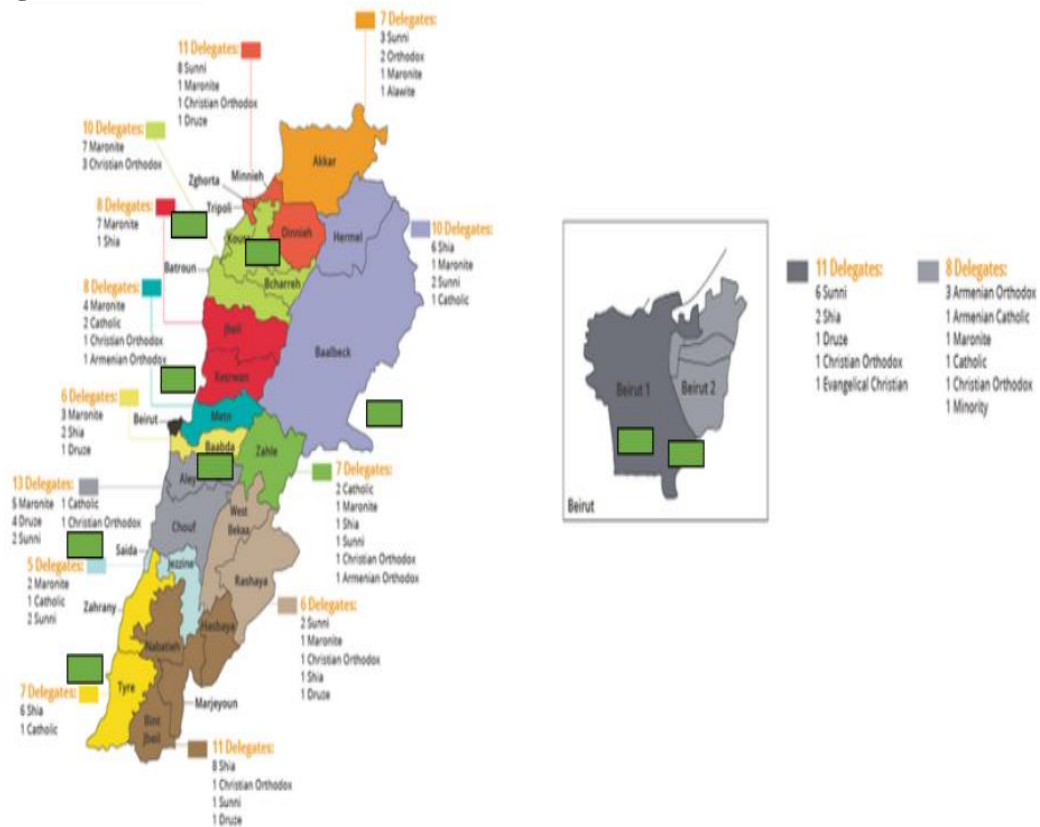 7 Delegates:
3 Sunni
2 Orthodox
1 Maronite
1 Alawite
11 Delegates:
8 Sunni
1 Maronite
1 Christian Orthodox
1 Druze
10 Delegates:
7 Maronite
3 Christian Orthodox
8 Delegates:
7 Maronite
1 Shia
8 Delegates:
4 Maronite
2 Catholic
1 Christian Orthodox
1 Armenian Orthodox
6 Delegates:
3 Maronite
2 Shia
1 Druze
13 Delegates:
5 Maronite
4 Druze
2 Sunni
1 Catholic
1 Christian Orthodox
5 Delegates:
2 Maronite
1 Catholic
2 Sunni
7 Delegates:
6 Shia
1 Catholic
10 Delegates:
6 Shia
1 Maronite
2 Sunni
1 Catholic
7 Delegates:
2 Catholic
1 Maronite
1 Shia
1 Sunni
1 Christian Orthodox
1 Armenian Orthodox
6 Delegates:
2 Sunni
1 Maronite
1 Christian Orthodox
1 Shia
1 Druze
11 Delegates:
8 Shia
1 Christian Orthodox
1 Sunni
1 Druze
Akkar
Minnieh
Zghorta
Tripoli
Dinnieh
Hermel
Batroun
Bcharreh
Jbeil
Baalbeck
Kesrwan
Metn
Beirut
Baabda
Zahle
Aley
Chouf
West
Bekaa
Saida
Jezzine
Rashaya
Zahrany
Hasbaya
Nabatieh
Tyre
Marjeyoun
Bint
Jbeil
Beirut 1
Beirut 2
Beirut
11 Delegates:
6 Sunni
2 Shia
1 Druze
1 Christian Orthodox
1 Evangelical Christian
8 Delegates:
3 Armenian Orthodox
1 Armenian Catholic
1 Maronite
1 Catholic
1 Christian Orthodox
1 Minority